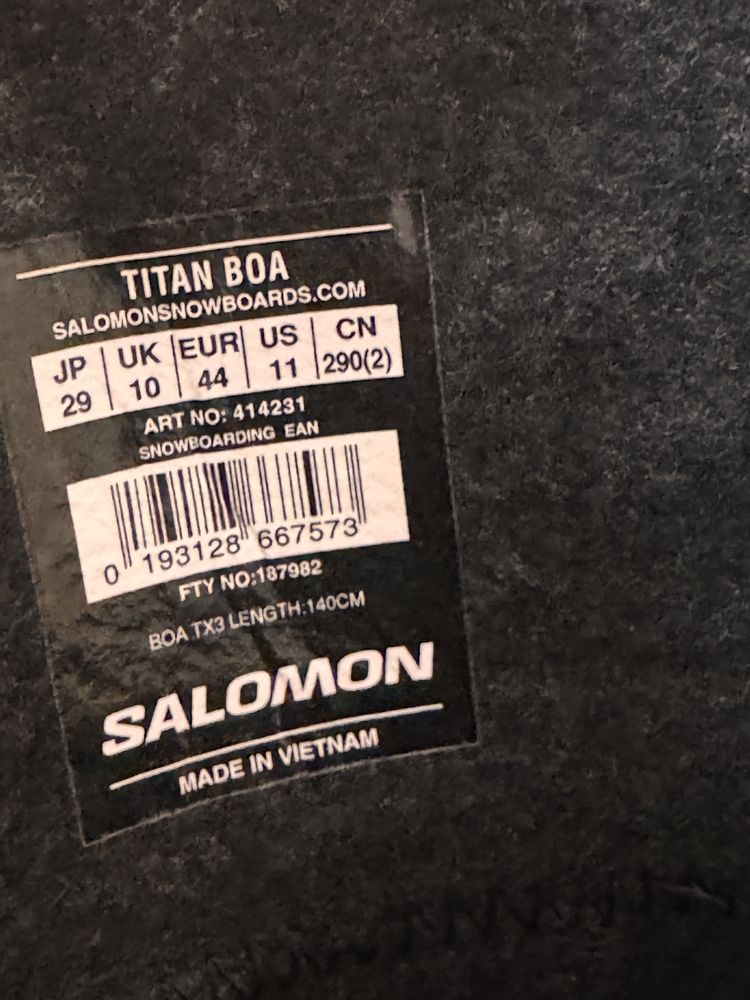 TITAN BOA
SALOMONSNOWBOARDS.COM
JP UK EUR US CN
29 10 44 11 290(2)
ART NO: 414231
SNOWBOARDING EAN
0 193128 667573
FTY NO:187982
BOA TX3 LENGTH:140CM
SALOMON
MADE IN VIETNAM